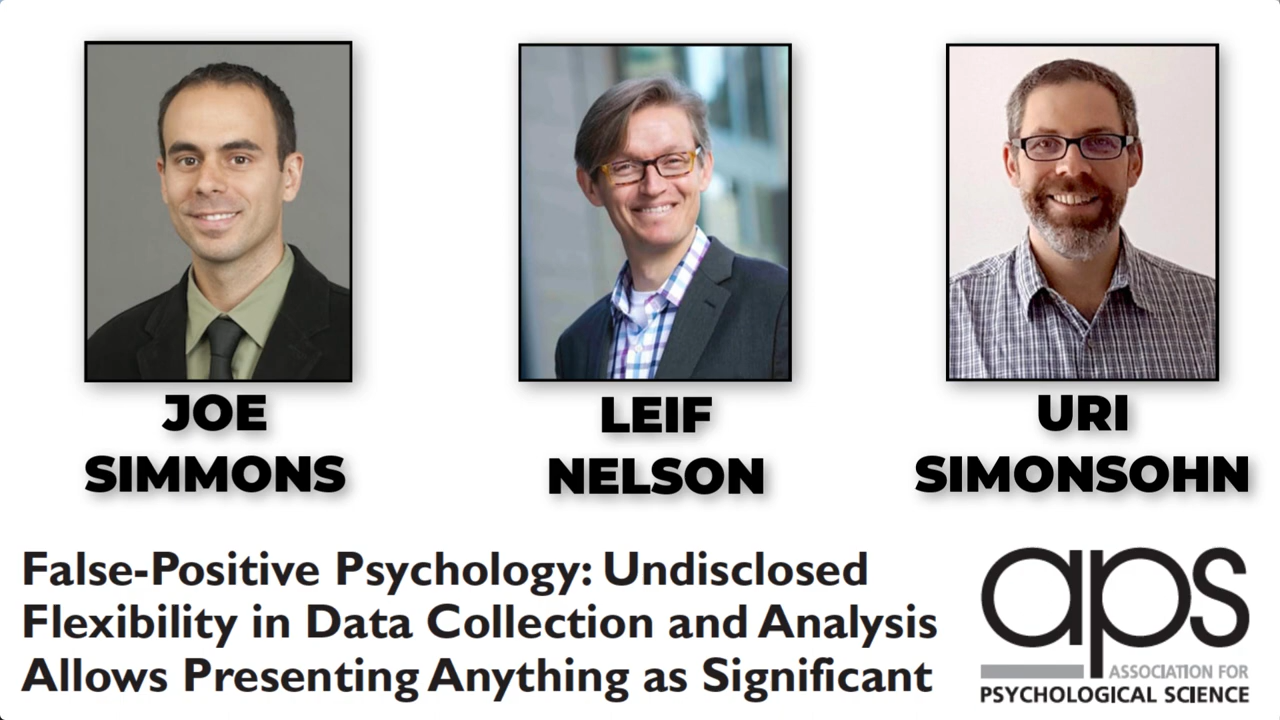 JOE
SIMMONS
LEIF
NELSON
URI
SIMONSOHN
False-Positive Psychology: Undisclosed
Flexibility in Data Collection and Analysis
Allows Presenting Anything as Significant
aps
ASSOCIATION FOR
PSYCHOLOGICAL SCIENCE